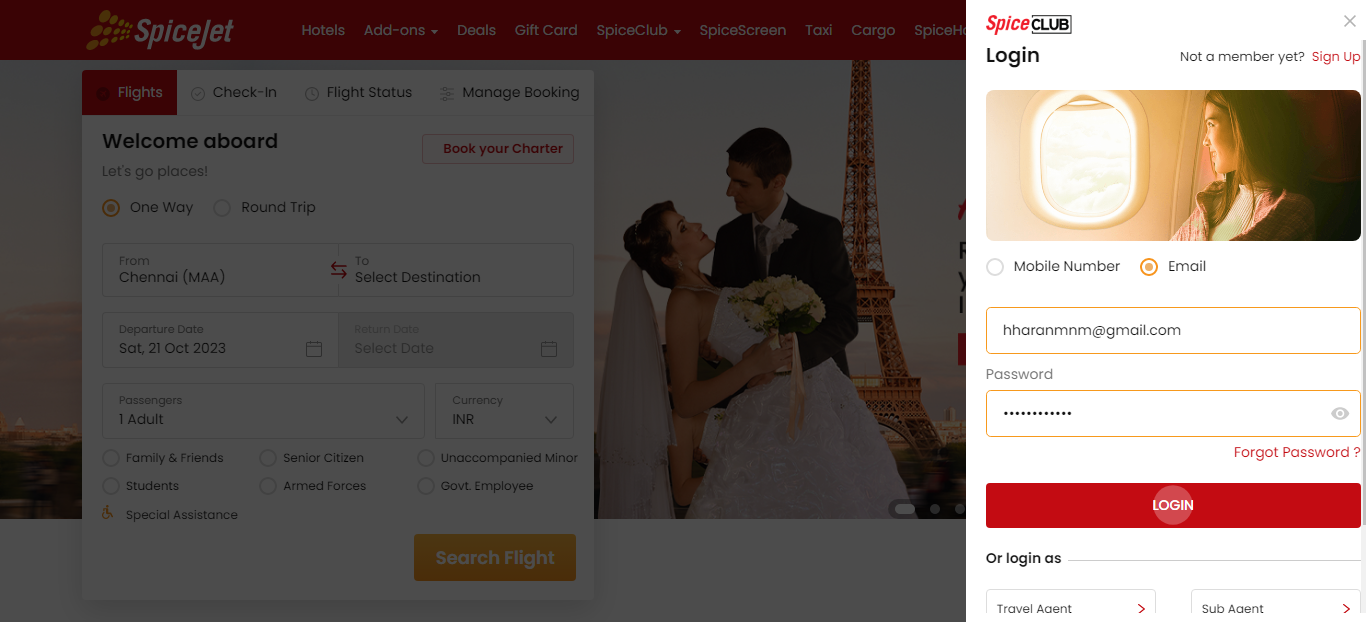 SpiceJet
Hotels Add-ons Deals Gift Card SpiceClub SpiceScreen Taxi Cargo
Flights Check-In Flight Status Manage Booking
Welcome aboard
Book your Charter
Let's go places!
One Way Round Trip
From
Chennai (MAA)
To
Select Destination
Departure Date
Sat, 21 Oct 2023
Return Date
Select Date
Passengers
1 Adult
Currency
INR
Family & Friends Senior Citizen Unaccompanied Minor
Students Armed Forces Govt. Employee
Special Assistance
Search Flight
SpiceCLUB
Login
Not a member yet? Sign Up
Mobile Number Email
hharanmnm@gmail.com
Password
••••••••••••
Forgot Password ?
LOGIN
Or login as
Travel Agent Sub Agent